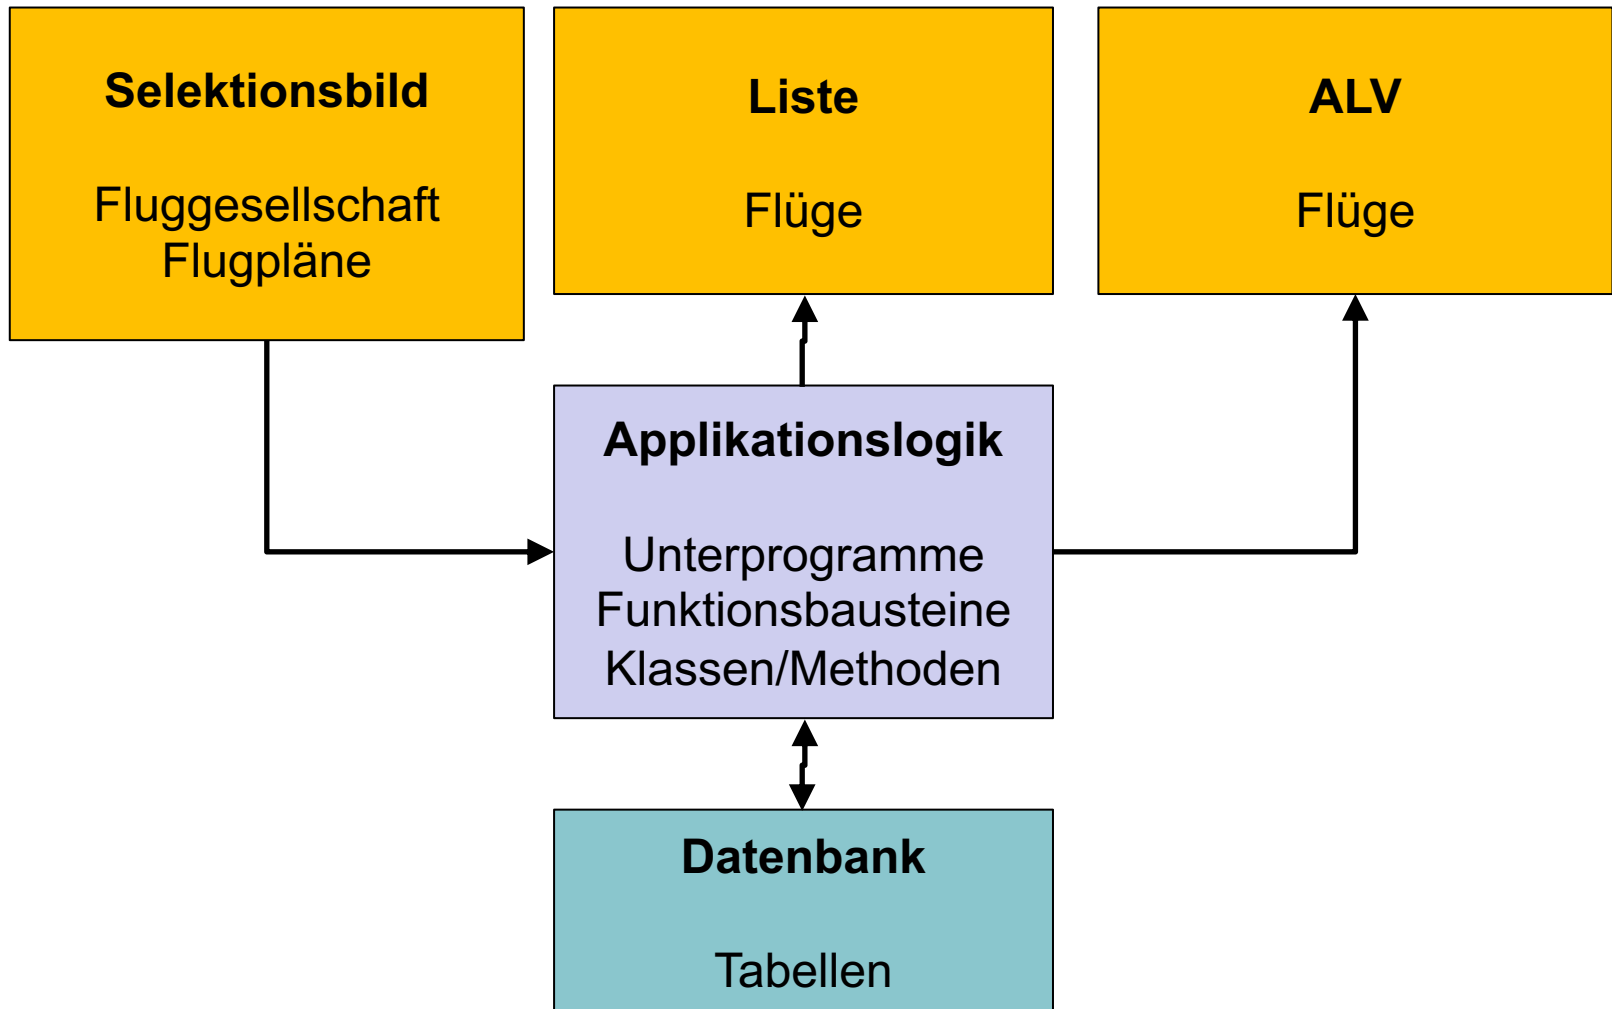 Selektionsbild
Fluggesellschaft
Flugpläne
Liste
Flüge
ALV
Flüge
Applikationslogik
Unterprogramme
Funktionsbausteine
Klassen/Methoden
Datenbank
Tabellen